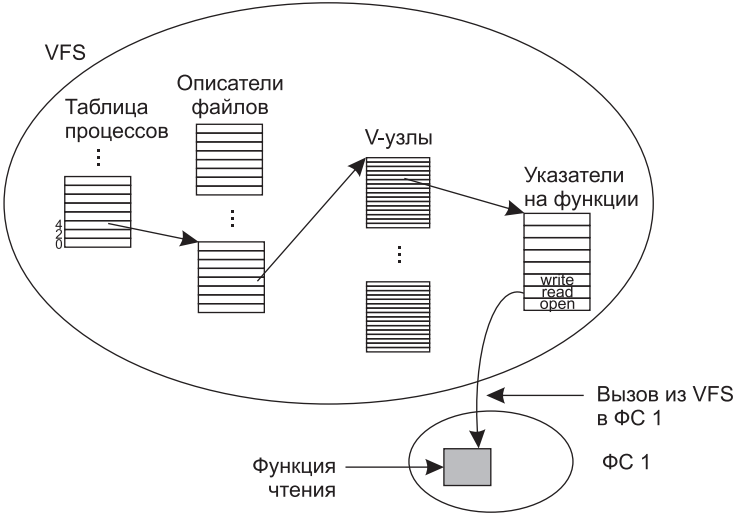 VFS
Описатели
файлов
Таблица
процессов
V-узлы
Указатели
на функции
4
2
0
write
read
open
Вызов из VFS
в ФС 1
Функция
чтения
ФС 1